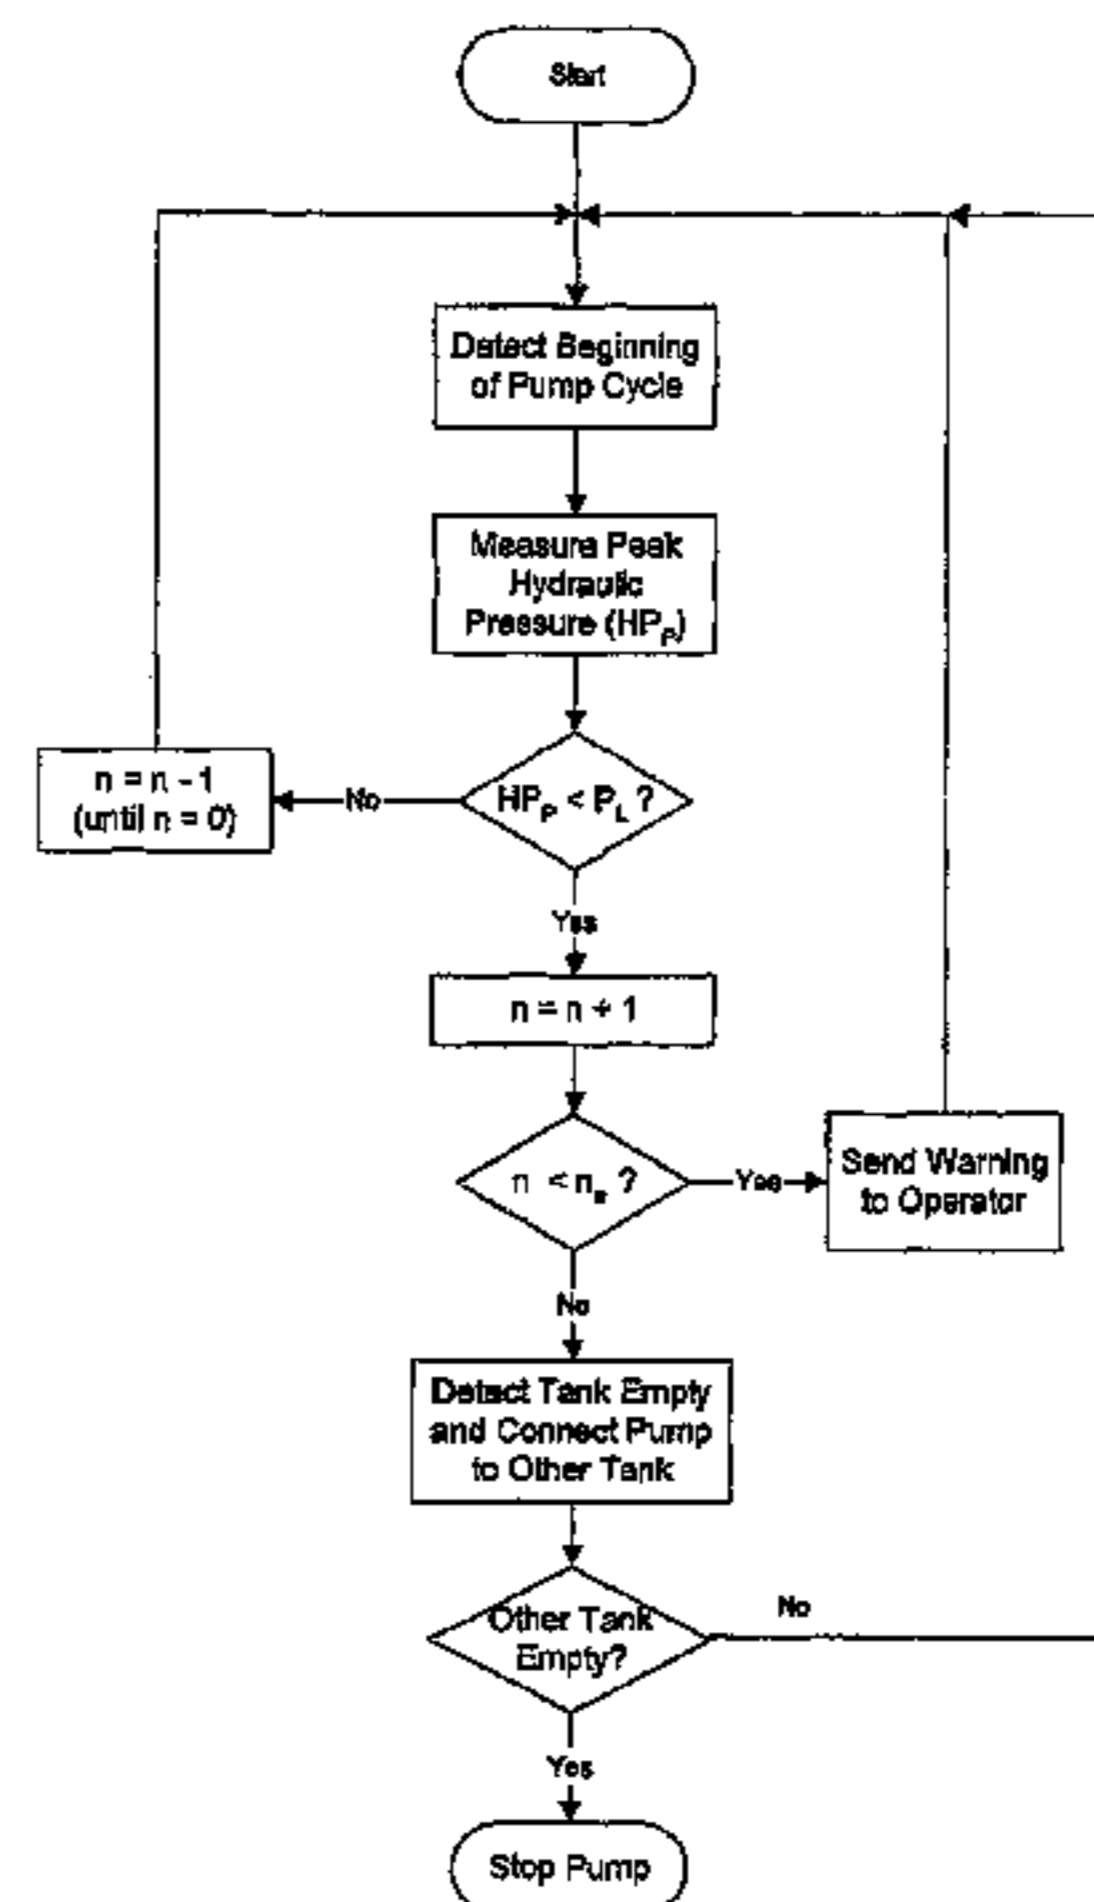 Start
Detect Beginning
of Pump Cycle
Measure Peak
Hydraulic
Pressure (HPP)
HPP < PL ?
No
n = n - 1
(until n = 0)
Yes
n = n + 1
n < ne ?
Yes
Send Warning
to Operator
No
Detect Tank Empty
and Connect Pump
to Other Tank
Other Tank
Empty?
No
Yes
Stop Pump